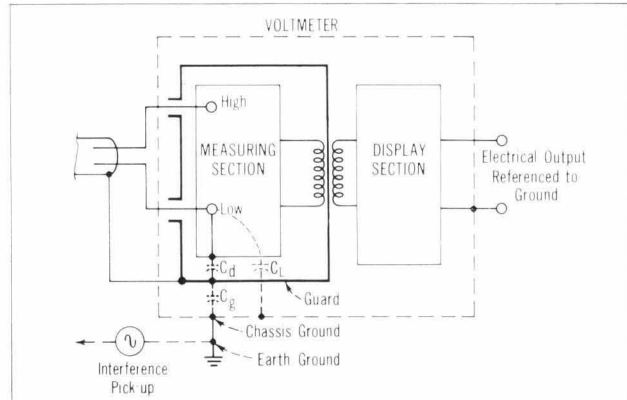 VOLTMETER
High
MEASURING
SECTION
DISPLAY
SECTION
Electrical Output
Referenced to
Ground
Low
Cd
CL
Cg
Guard
Chassis Ground
Earth Ground
Interference
Pick-up